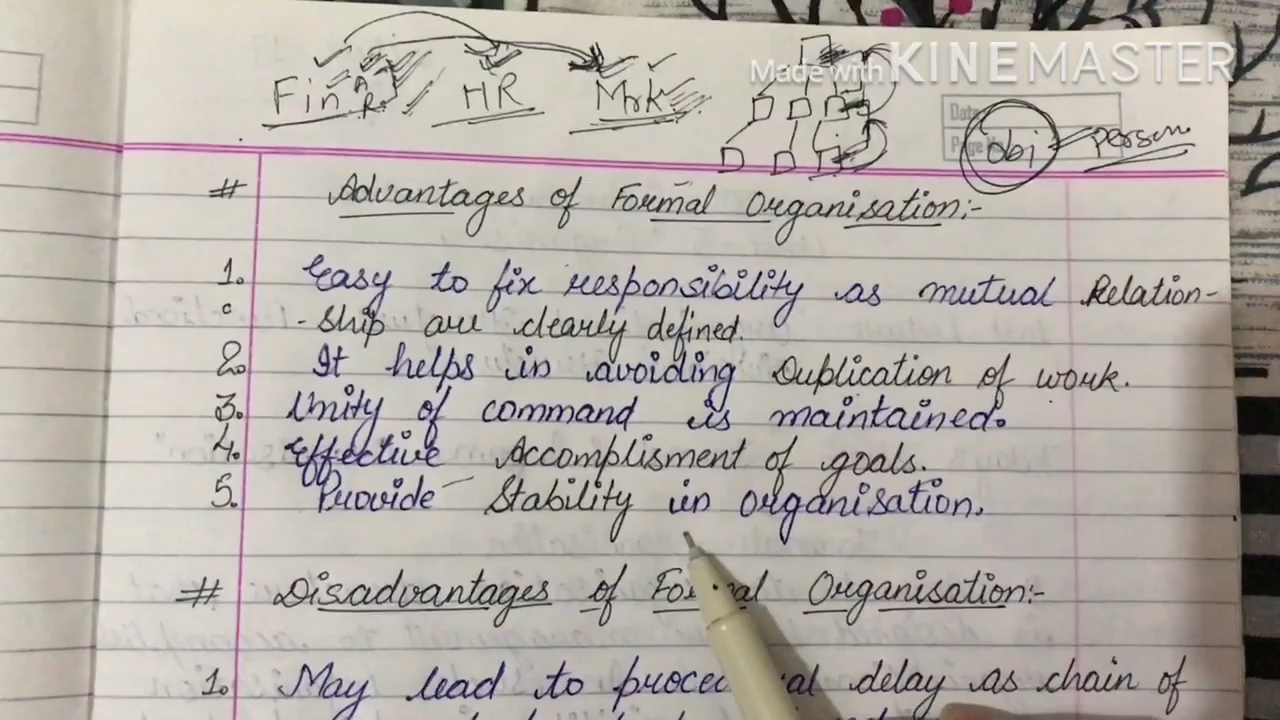 Made with KINEMASTER
Fin A R HR Mrk
Date
Page No
Obj person
# Advantages of Formal Organisation:-
1. Easy to fix responsibility as mutual Relation-
- ship are clearly defined.
2. It helps in avoiding Duplication of work.
3. Unity of command is maintained.
4. Effective Accomplisment of goals.
5. Provide Stability in organisation.
# Disadvantages of Formal Organisation:-
1. May lead to delay as chain of